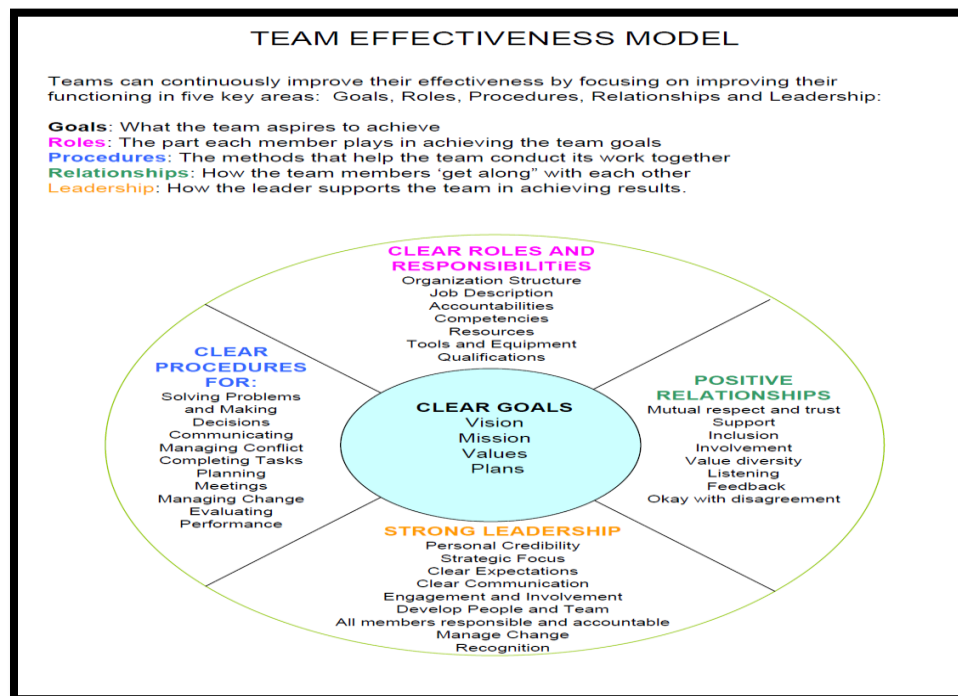 TEAM EFFECTIVENESS MODEL
Teams can continuously improve their effectiveness by focusing on improving their
functioning in five key areas: Goals, Roles, Procedures, Relationships and Leadership:
Goals: What the team aspires to achieve
Roles: The part each member plays in achieving the team goals
Procedures: The methods that help the team conduct its work together
Relationships: How the team members ‘get along” with each other
Leadership: How the leader supports the team in achieving results.
CLEAR ROLES AND
RESPONSIBILITiES
Organization Structure
Job Description
Accountabilities
Competencies
Resources
Tools and Equipment
Qualifications
CLEAR
PROCEDURES
FOR:
Solving Problems
and Making
Decisions
Communicating
Managing Conflict
Completing Tasks
Planning
Meetings
Managing Change
Evaluating
Performance
CLEAR GOALS
Vision
Mission
Values
Plans
POSITIVE
RELATIONSHIPS
Mutual respect and trust
Support
Inclusion
Involvement
Value diversity
Listening
Feedback
Okay with disagreement
STRONG LEADERSHIP
Personal Credibility
Strategic Focus
Clear Expectations
Clear Communication
Engagement and Involvement
Develop People and Team
All members responsible and accountable
Manage Change
Recognition